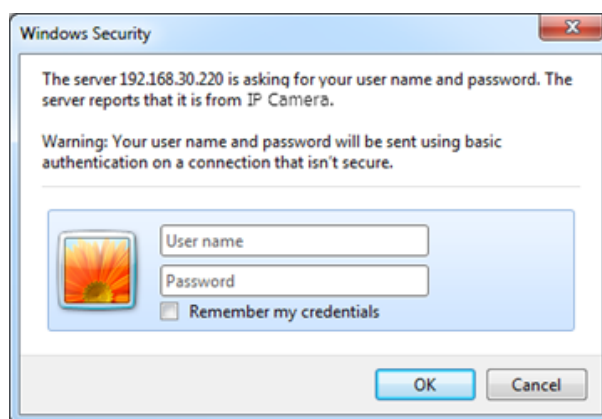 Windows Security
The server 192.168.30.220 is asking for your user name and password. The
server reports that it is from IP Camera.
Warning: Your user name and password will be sent using basic
authentication on a connection that isn't secure.
User name
Password
Remember my credentials
OK
Cancel